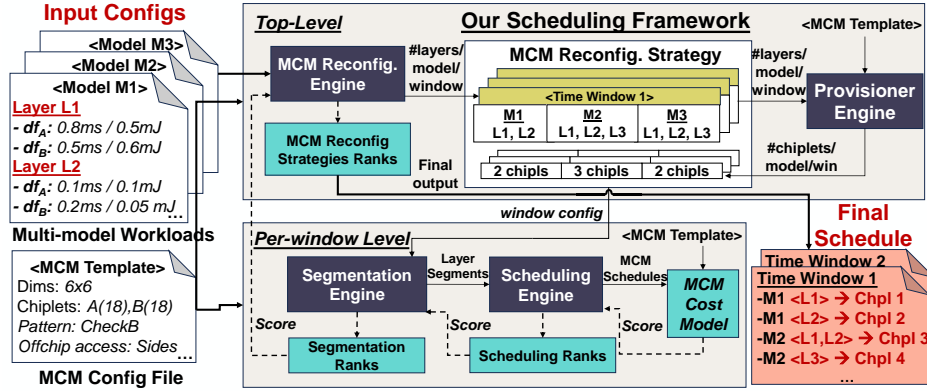 Input Configs
<Model M3>
<Model M2>
<Model M1>
Layer L1
- dfA: 0.8ms / 0.5mJ
- dfB: 0.5ms / 0.6mJ
Layer L2
- dfA: 0.1ms / 0.1mJ
- dfB: 0.2ms / 0.05 mJ
...
Multi-model Workloads
<MCM Template>
Dims: 6x6
Chiplets: A(18),B(18)
Pattern: CheckB
Offchip access: Sides
...
MCM Config File
Top-Level
Our Scheduling Framework
MCM Reconfig.
Engine
#layers/
model/
window
MCM Reconfig
Strategies Ranks
Final
output
MCM Reconfig. Strategy
<Time Window 1>
M1
L1, L2
M2
L1, L2, L3
M3
L1, L2, L3
2 chipls
3 chipls
2 chipls
#layers/
model/
window
<MCM Template>
Provisioner
Engine
#chiplets/
model/win
window config
Per-window Level
Segmentation
Engine
Layer
Segments
Scheduling
Engine
MCM
Schedules
<MCM Template>
MCM
Cost
Model
Score
Segmentation
Ranks
Score
Scheduling Ranks
Score
Final
Schedule
Time Window 2
Time Window 1
-M1 <L1> → Chpl 1
-M1 <L2> → Chpl 2
-M2 <L1,L2> → Chpl 3
-M2 <L3> → Chpl 4
...